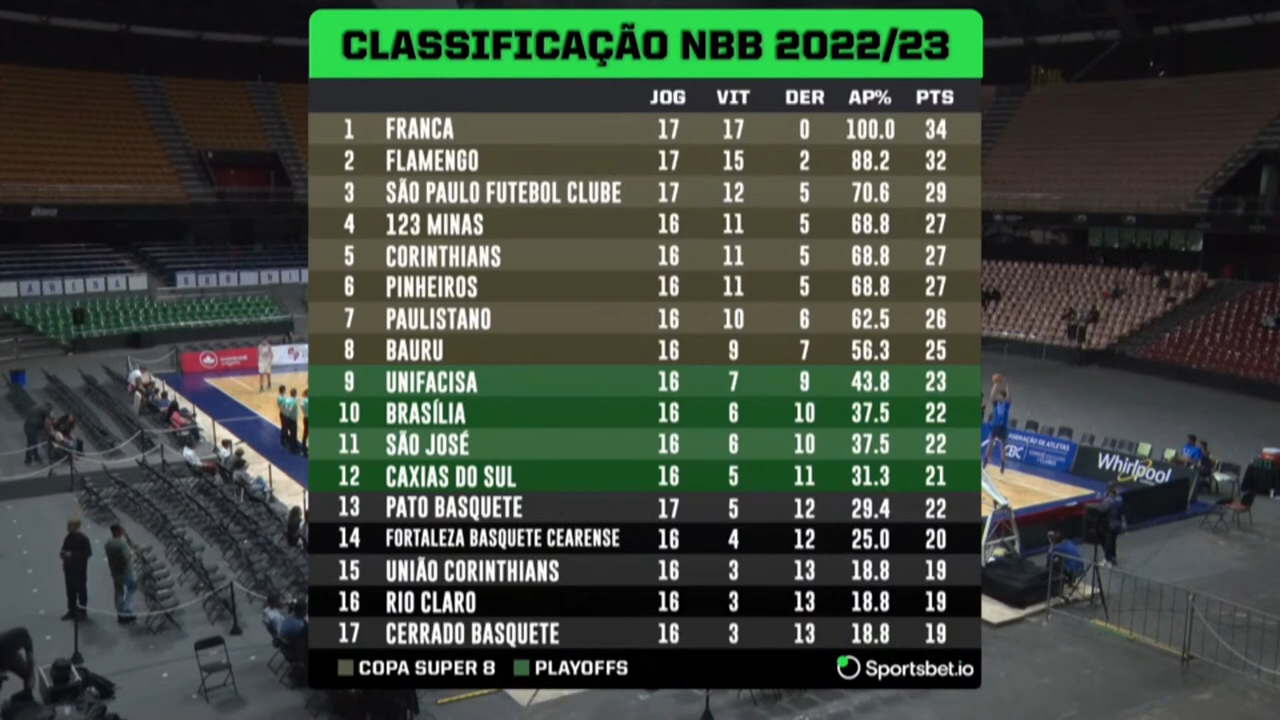 CLASSIFICAÇÃO NBB 2022/23
JOG VIT DER AP% PTS
1 FRANCA 17 17 0 100.0 34
2 FLAMENGO 17 15 2 88.2 32
3 SÃO PAULO FUTEBOL CLUBE 17 12 5 70.6 29
4 123 MINAS 16 11 5 68.8 27
5 CORINTHIANS 16 11 5 68.8 27
6 PINHEIROS 16 11 5 68.8 27
7 PAULISTANO 16 10 6 62.5 26
8 BAURU 16 9 7 56.3 25
9 UNIFACISA 16 7 9 43.8 23
10 BRASÍLIA 16 6 10 37.5 22
11 SÃO JOSÉ 16 6 10 37.5 22
12 CAXIAS DO SUL 16 5 11 31.3 21
13 PATO BASQUETE 17 5 12 29.4 22
14 FORTALEZA BASQUETE CEARENSE 16 4 12 25.0 20
15 UNIÃO CORINTHIANS 16 3 13 18.8 19
16 RIO CLARO 16 3 13 18.8 19
17 CERRADO BASQUETE 16 3 13 18.8 19
COPA SUPER 8 PLAYOFFS Sportsbet.io
FORMAÇÃO DE ATLETAS
CBC
Whirlpool